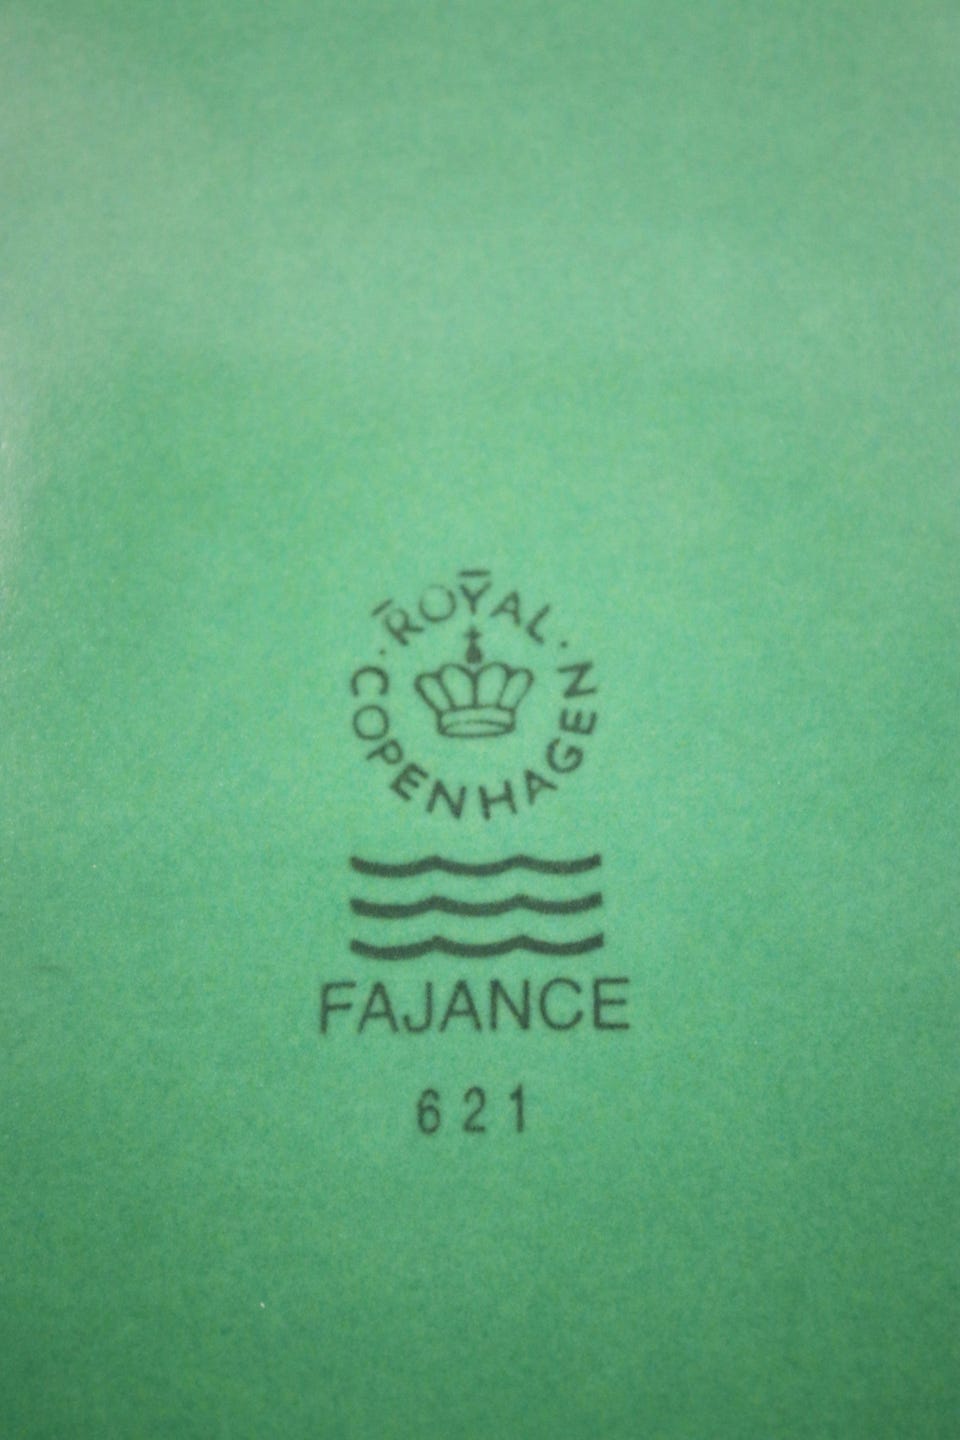 ROYAL · COPENHAGEN ·
FAJANCE
621